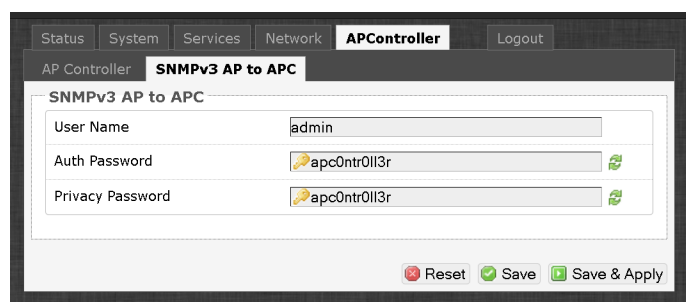 Status System Services Network APController Logout
AP Controller SNMPv3 AP to APC
SNMPv3 AP to APC
User Name admin
Auth Password apc0ntr0ll3r
Privacy Password apc0ntr0ll3r
Reset Save Save & Apply